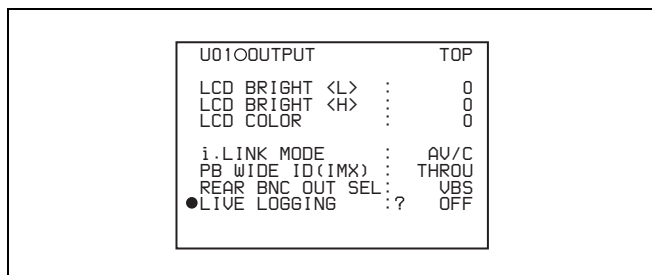 U01○OUTPUT TOP
LCD BRIGHT <L> : 0
LCD BRIGHT <H> : 0
LCD COLOR : 0
i.LINK MODE : AV/C
PB WIDE ID(IMX) : THROU
REAR BNC OUT SEL: VBS
●LIVE LOGGING :? OFF